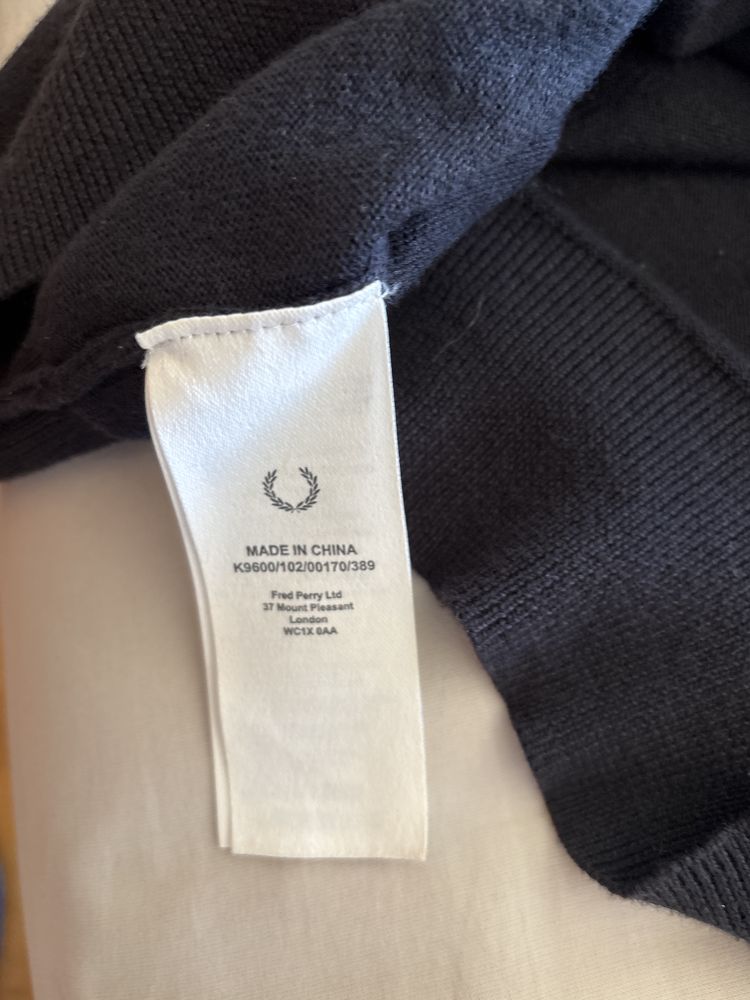 MADE IN CHINA
K9600/102/00170/389
Fred Perry Ltd
37 Mount Pleasant
London
WC1X 0AA